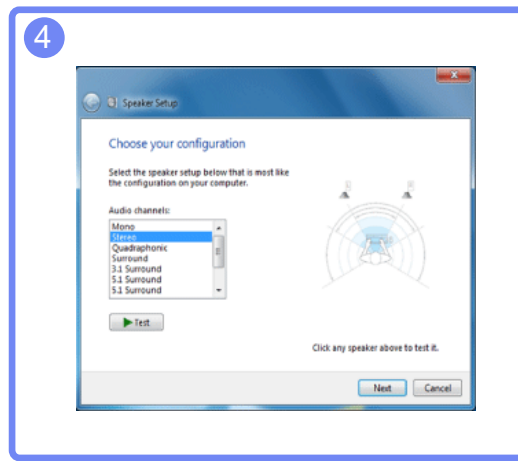 4
Speaker Setup
Choose your configuration
Select the speaker setup below that is most like
the configuration on your computer.
Audio channels:
Mono
Stereo
Quadraphonic
Surround
3.1 Surround
5.1 Surround
5.1 Surround
Test
Click any speaker above to test it.
Next
Cancel